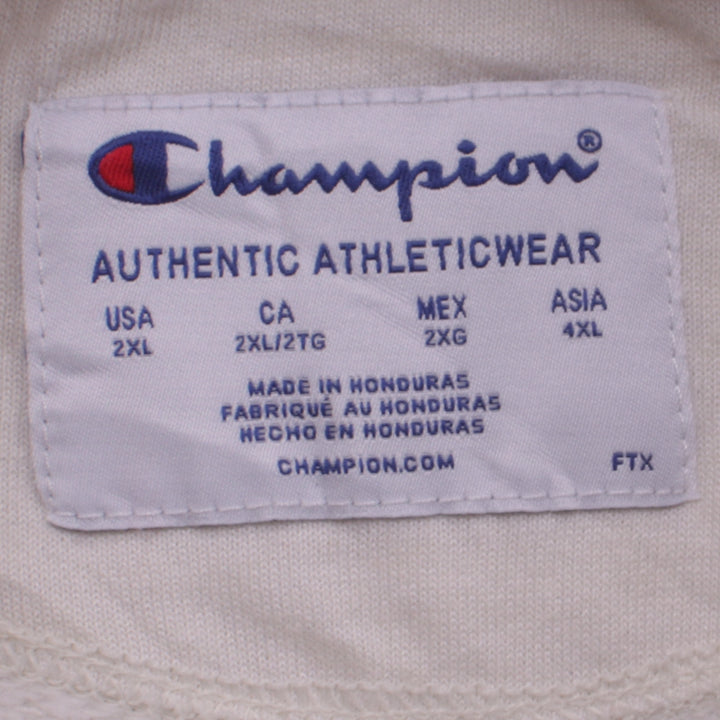 Champion®
AUTHENTIC ATHLETICWEAR
USA CA MEX ASIA
2XL 2XL/2TG 2XG 4XL
MADE IN HONDURAS
FABRIQUÉ AU HONDURAS
HECHO EN HONDURAS
CHAMPION.COM FTX